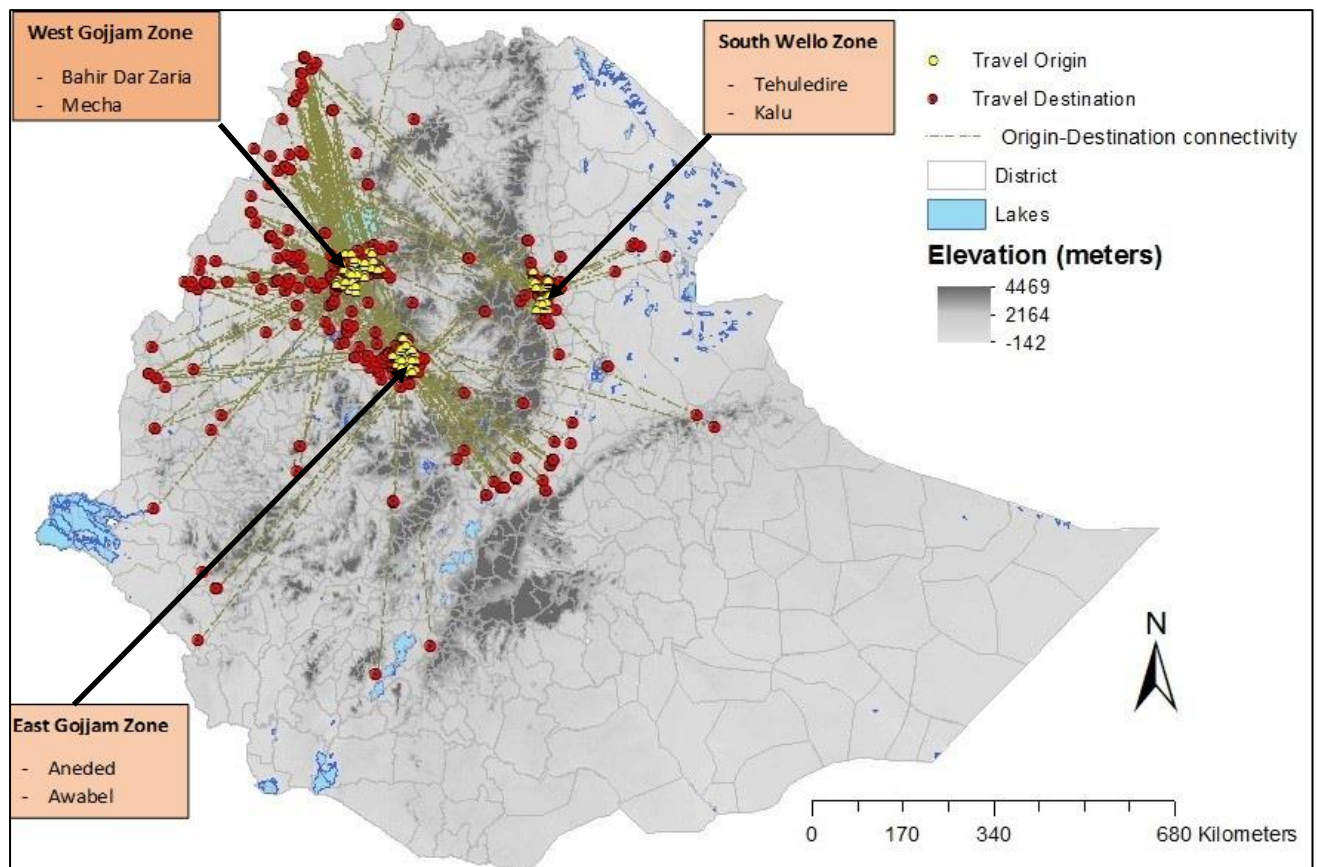 West Gojjam Zone
- Bahir Dar Zaria
- Mecha
South Wello Zone
- Tehuledire
- Kalu
Travel Origin
Travel Destination
Origin-Destination connectivity
District
Lakes
Elevation (meters)
4469
2164
-142
East Gojjam Zone
- Aneded
- Awabel
N
0 170 340 680 Kilometers